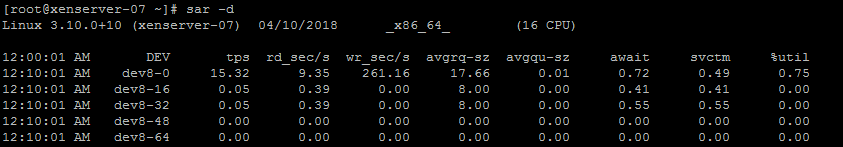 [root@xenserver-07 ~]# sar -d
Linux 3.10.0+10 (xenserver-07)  04/10/2018      _x86_64_        (16 CPU)
12:00:01 AM       DEV       tps  rd_sec/s  wr_sec/s  avgrq-sz  avgqu-sz     await     svctm     %util
12:10:01 AM    dev8-0     15.32      9.35    261.16     17.66      0.01      0.72      0.49      0.75
12:10:01 AM   dev8-16      0.05      0.39      0.00      8.00      0.00      0.41      0.41      0.00
12:10:01 AM   dev8-32      0.05      0.39      0.00      8.00      0.00      0.55      0.55      0.00
12:10:01 AM   dev8-48      0.00      0.00      0.00      0.00      0.00      0.00      0.00      0.00
12:10:01 AM   dev8-64      0.00      0.00      0.00      0.00      0.00      0.00      0.00      0.00